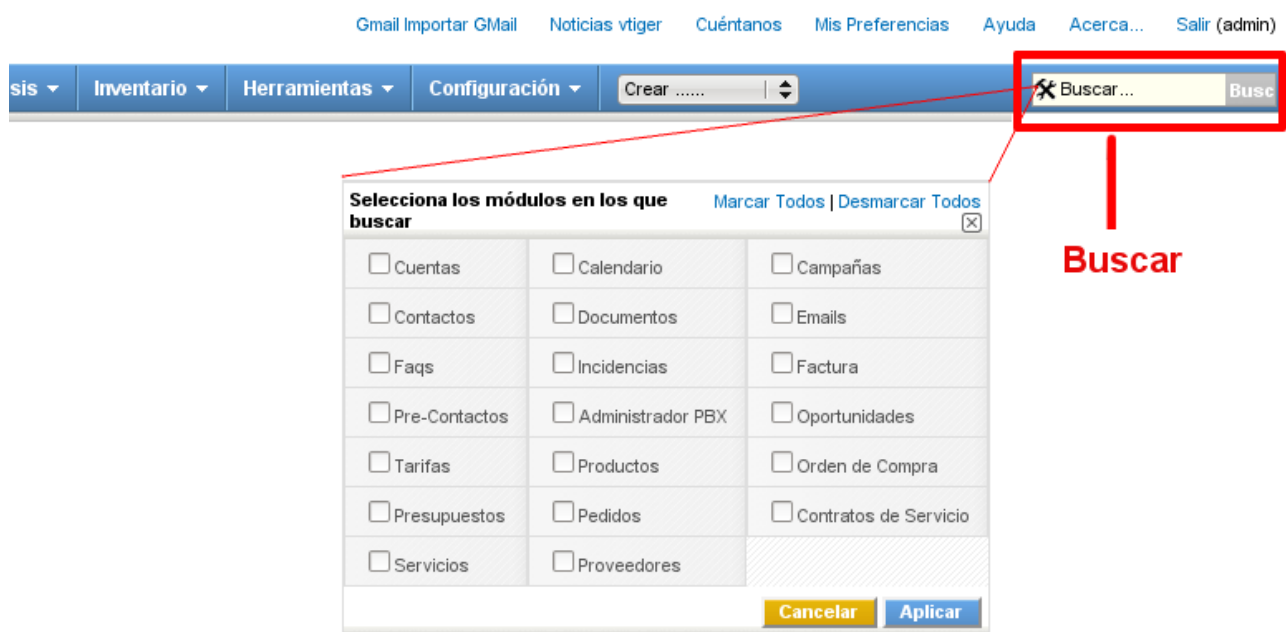 Gmail Importar GMail Noticias vtiger Cuéntanos Mis Preferencias Ayuda Acerca... Salir (admin)
sis Inventario Herramientas Configuración Crear ...... Buscar... Busc
Selecciona los módulos en los que buscar Marcar Todos | Desmarcar Todos
Buscar
Cuentas Calendario Campañas
Contactos Documentos Emails
Faqs Incidencias Factura
Pre-Contactos Administrador PBX Oportunidades
Tarifas Productos Orden de Compra
Presupuestos Pedidos Contratos de Servicio
Servicios Proveedores
Cancelar Aplicar